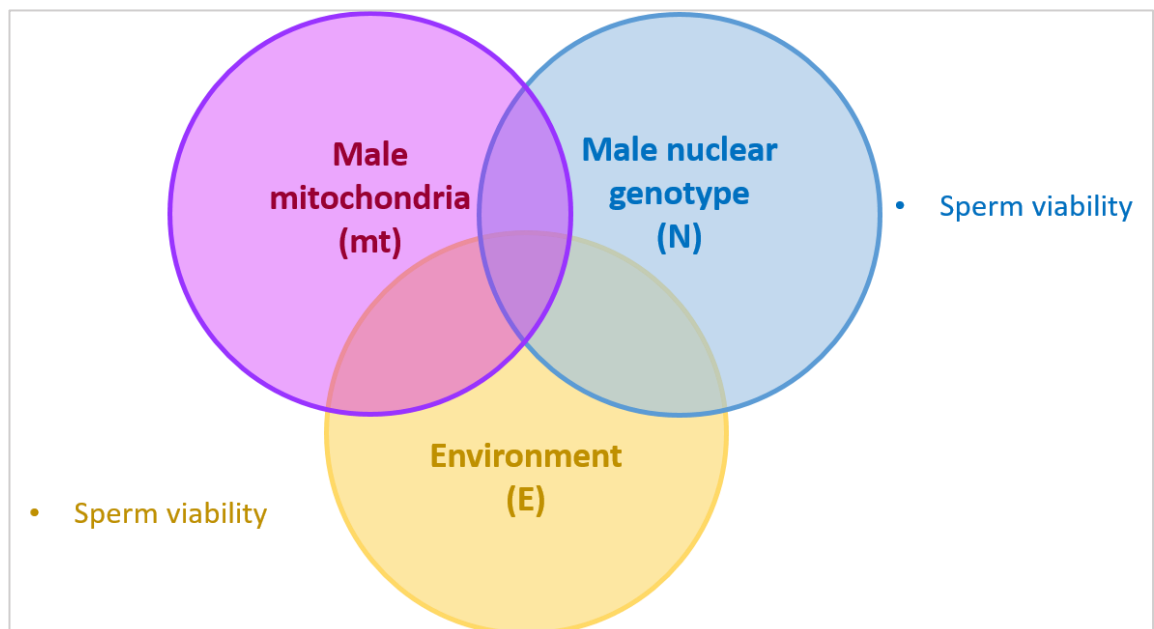 Male
mitochondria
(mt)
Male nuclear
genotype
(N)
• Sperm viability
Environment
(E)
• Sperm viability